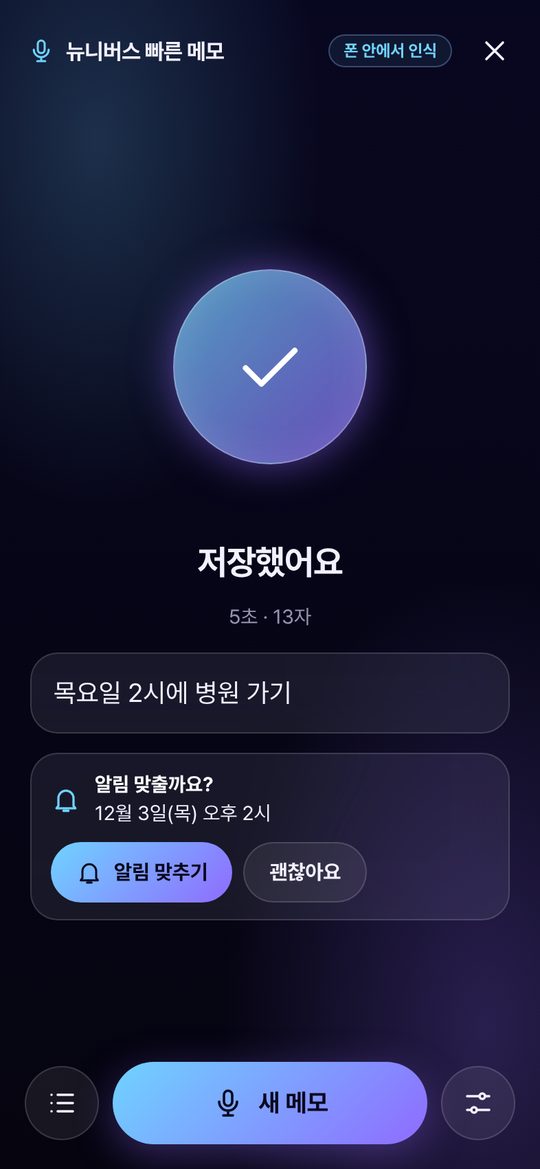 뉴니버스 빠른 메모
폰 안에서 인식
저장했어요
5초 · 13자
목요일 2시에 병원 가기
알림 맞출까요?
12월 3일(목) 오후 2시
알림 맞추기
괜찮아요
새 메모